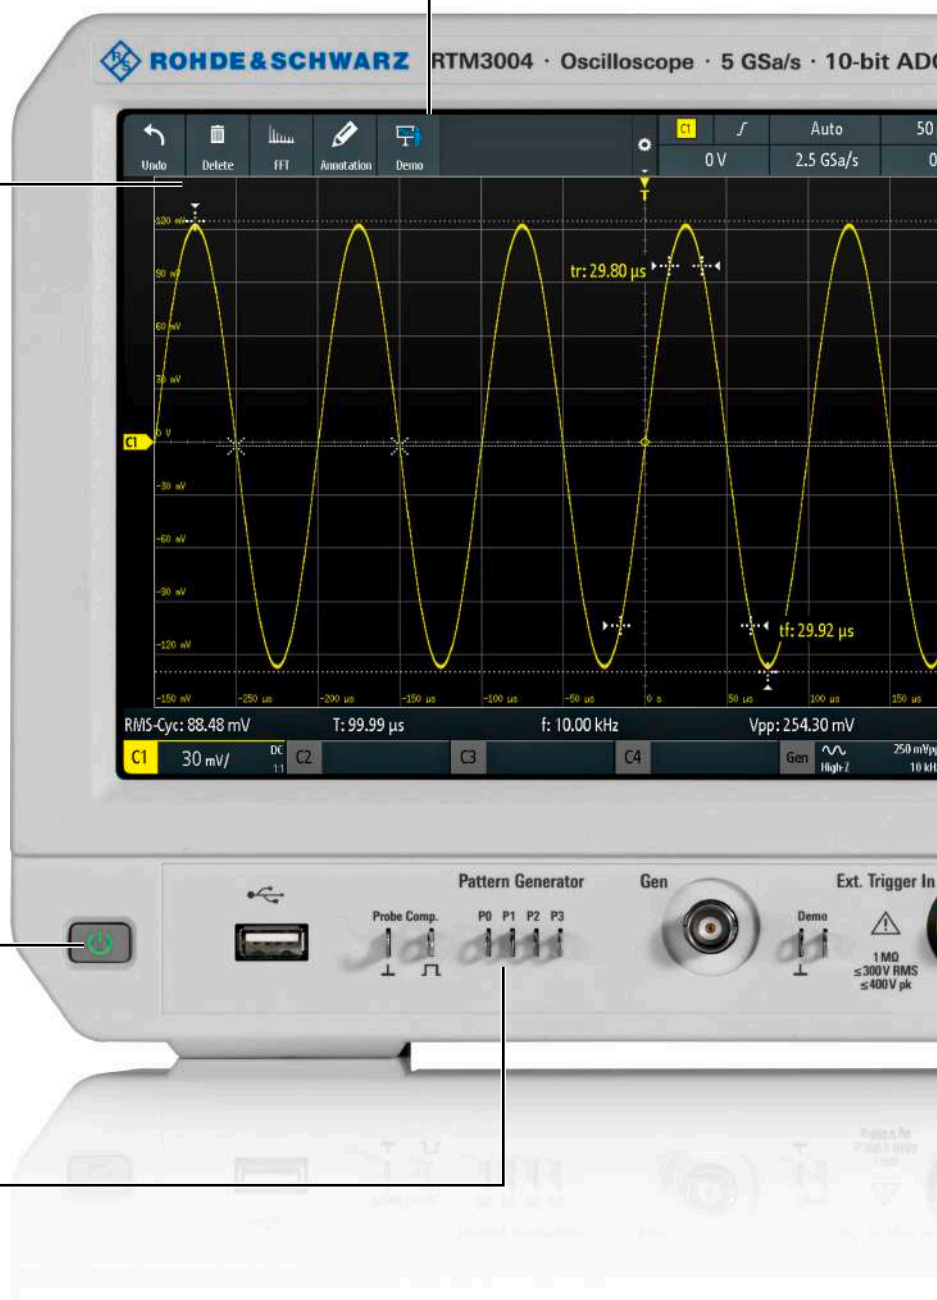 R&S ROHDE & SCHWARZ RTM3004 · Oscilloscope · 5 GSa/s · 10-bit ADC
Undo Delete FFT Annotation Demo
C1 Auto 50
0 V 2.5 GSa/s 0
T
120 mV
tr: 29.80 µs
90 mV
60 mV
30 mV
C1 0 V
-30 mV
-60 mV
-90 mV
tf: 29.92 µs
-120 mV
-150 mV -250 µs -200 µs -150 µs -100 µs -50 µs 0 s 50 µs 100 µs 150 µs
RMS-Cyc: 88.48 mV T: 99.99 µs f: 10.00 kHz Vpp: 254.30 mV
C1 30 mV/ DC 1:1 C2 C3 C4 Gen High-Z 250 mVpp 10 kHz
Pattern Generator Gen Ext. Trigger In
Probe Comp. P0 P1 P2 P3 Demo
1 MΩ
≤300 V RMS
≤400 V pk